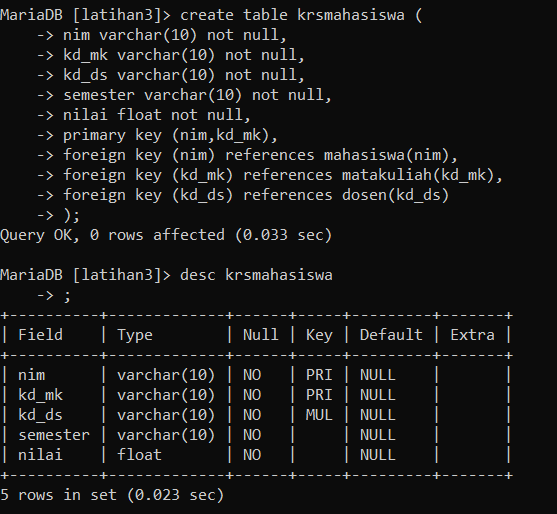 MariaDB [latihan3]> create table krsmahasiswa (
    -> nim varchar(10) not null,
    -> kd_mk varchar(10) not null,
    -> kd_ds varchar(10) not null,
    -> semester varchar(10) not null,
    -> nilai float not null,
    -> primary key (nim,kd_mk),
    -> foreign key (nim) references mahasiswa(nim),
    -> foreign key (kd_mk) references matakuliah(kd_mk),
    -> foreign key (kd_ds) references dosen(kd_ds)
    -> );
Query OK, 0 rows affected (0.033 sec)

MariaDB [latihan3]> desc krsmahasiswa
    -> ;
+----------+-------------+------+-----+---------+-------+
| Field    | Type        | Null | Key | Default | Extra |
+----------+-------------+------+-----+---------+-------+
| nim      | varchar(10) | NO   | PRI | NULL    |       |
| kd_mk    | varchar(10) | NO   | PRI | NULL    |       |
| kd_ds    | varchar(10) | NO   | MUL | NULL    |       |
| semester | varchar(10) | NO   |     | NULL    |       |
| nilai    | float       | NO   |     | NULL    |       |
+----------+-------------+------+-----+---------+-------+
5 rows in set (0.023 sec)